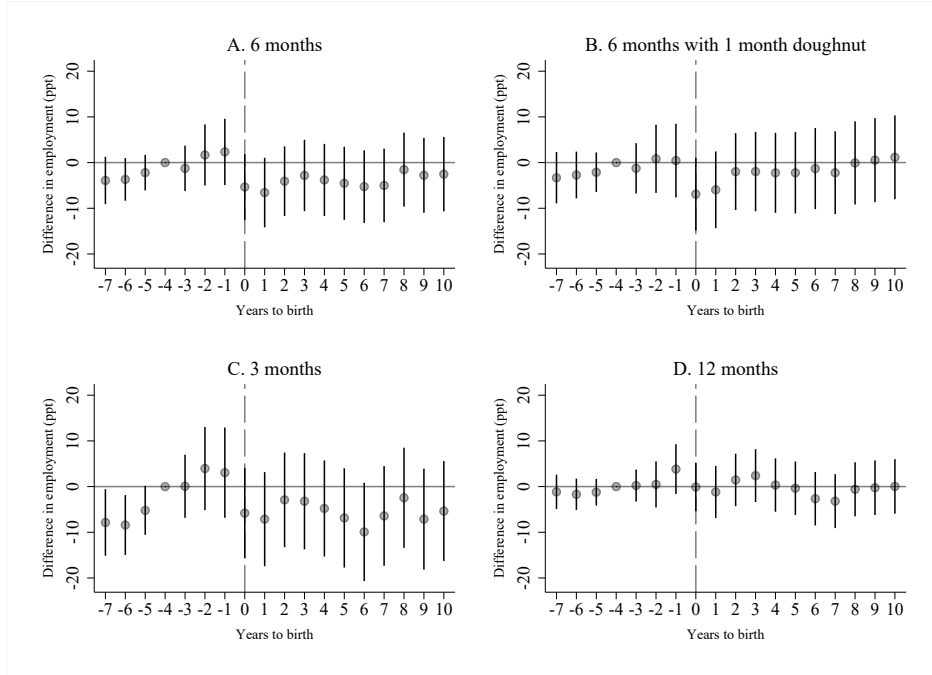 A. 6 months
Difference in employment (ppt)
20
10
0
-10
-20
-7 -6 -5 -4 -3 -2 -1 0 1 2 3 4 5 6 7 8 9 10
Years to birth
B. 6 months with 1 month doughnut
Difference in employment (ppt)
20
10
0
-10
-20
-7 -6 -5 -4 -3 -2 -1 0 1 2 3 4 5 6 7 8 9 10
Years to birth
C. 3 months
Difference in employment (ppt)
20
10
0
-10
-20
-7 -6 -5 -4 -3 -2 -1 0 1 2 3 4 5 6 7 8 9 10
Years to birth
D. 12 months
Difference in employment (ppt)
20
10
0
-10
-20
-7 -6 -5 -4 -3 -2 -1 0 1 2 3 4 5 6 7 8 9 10
Years to birth